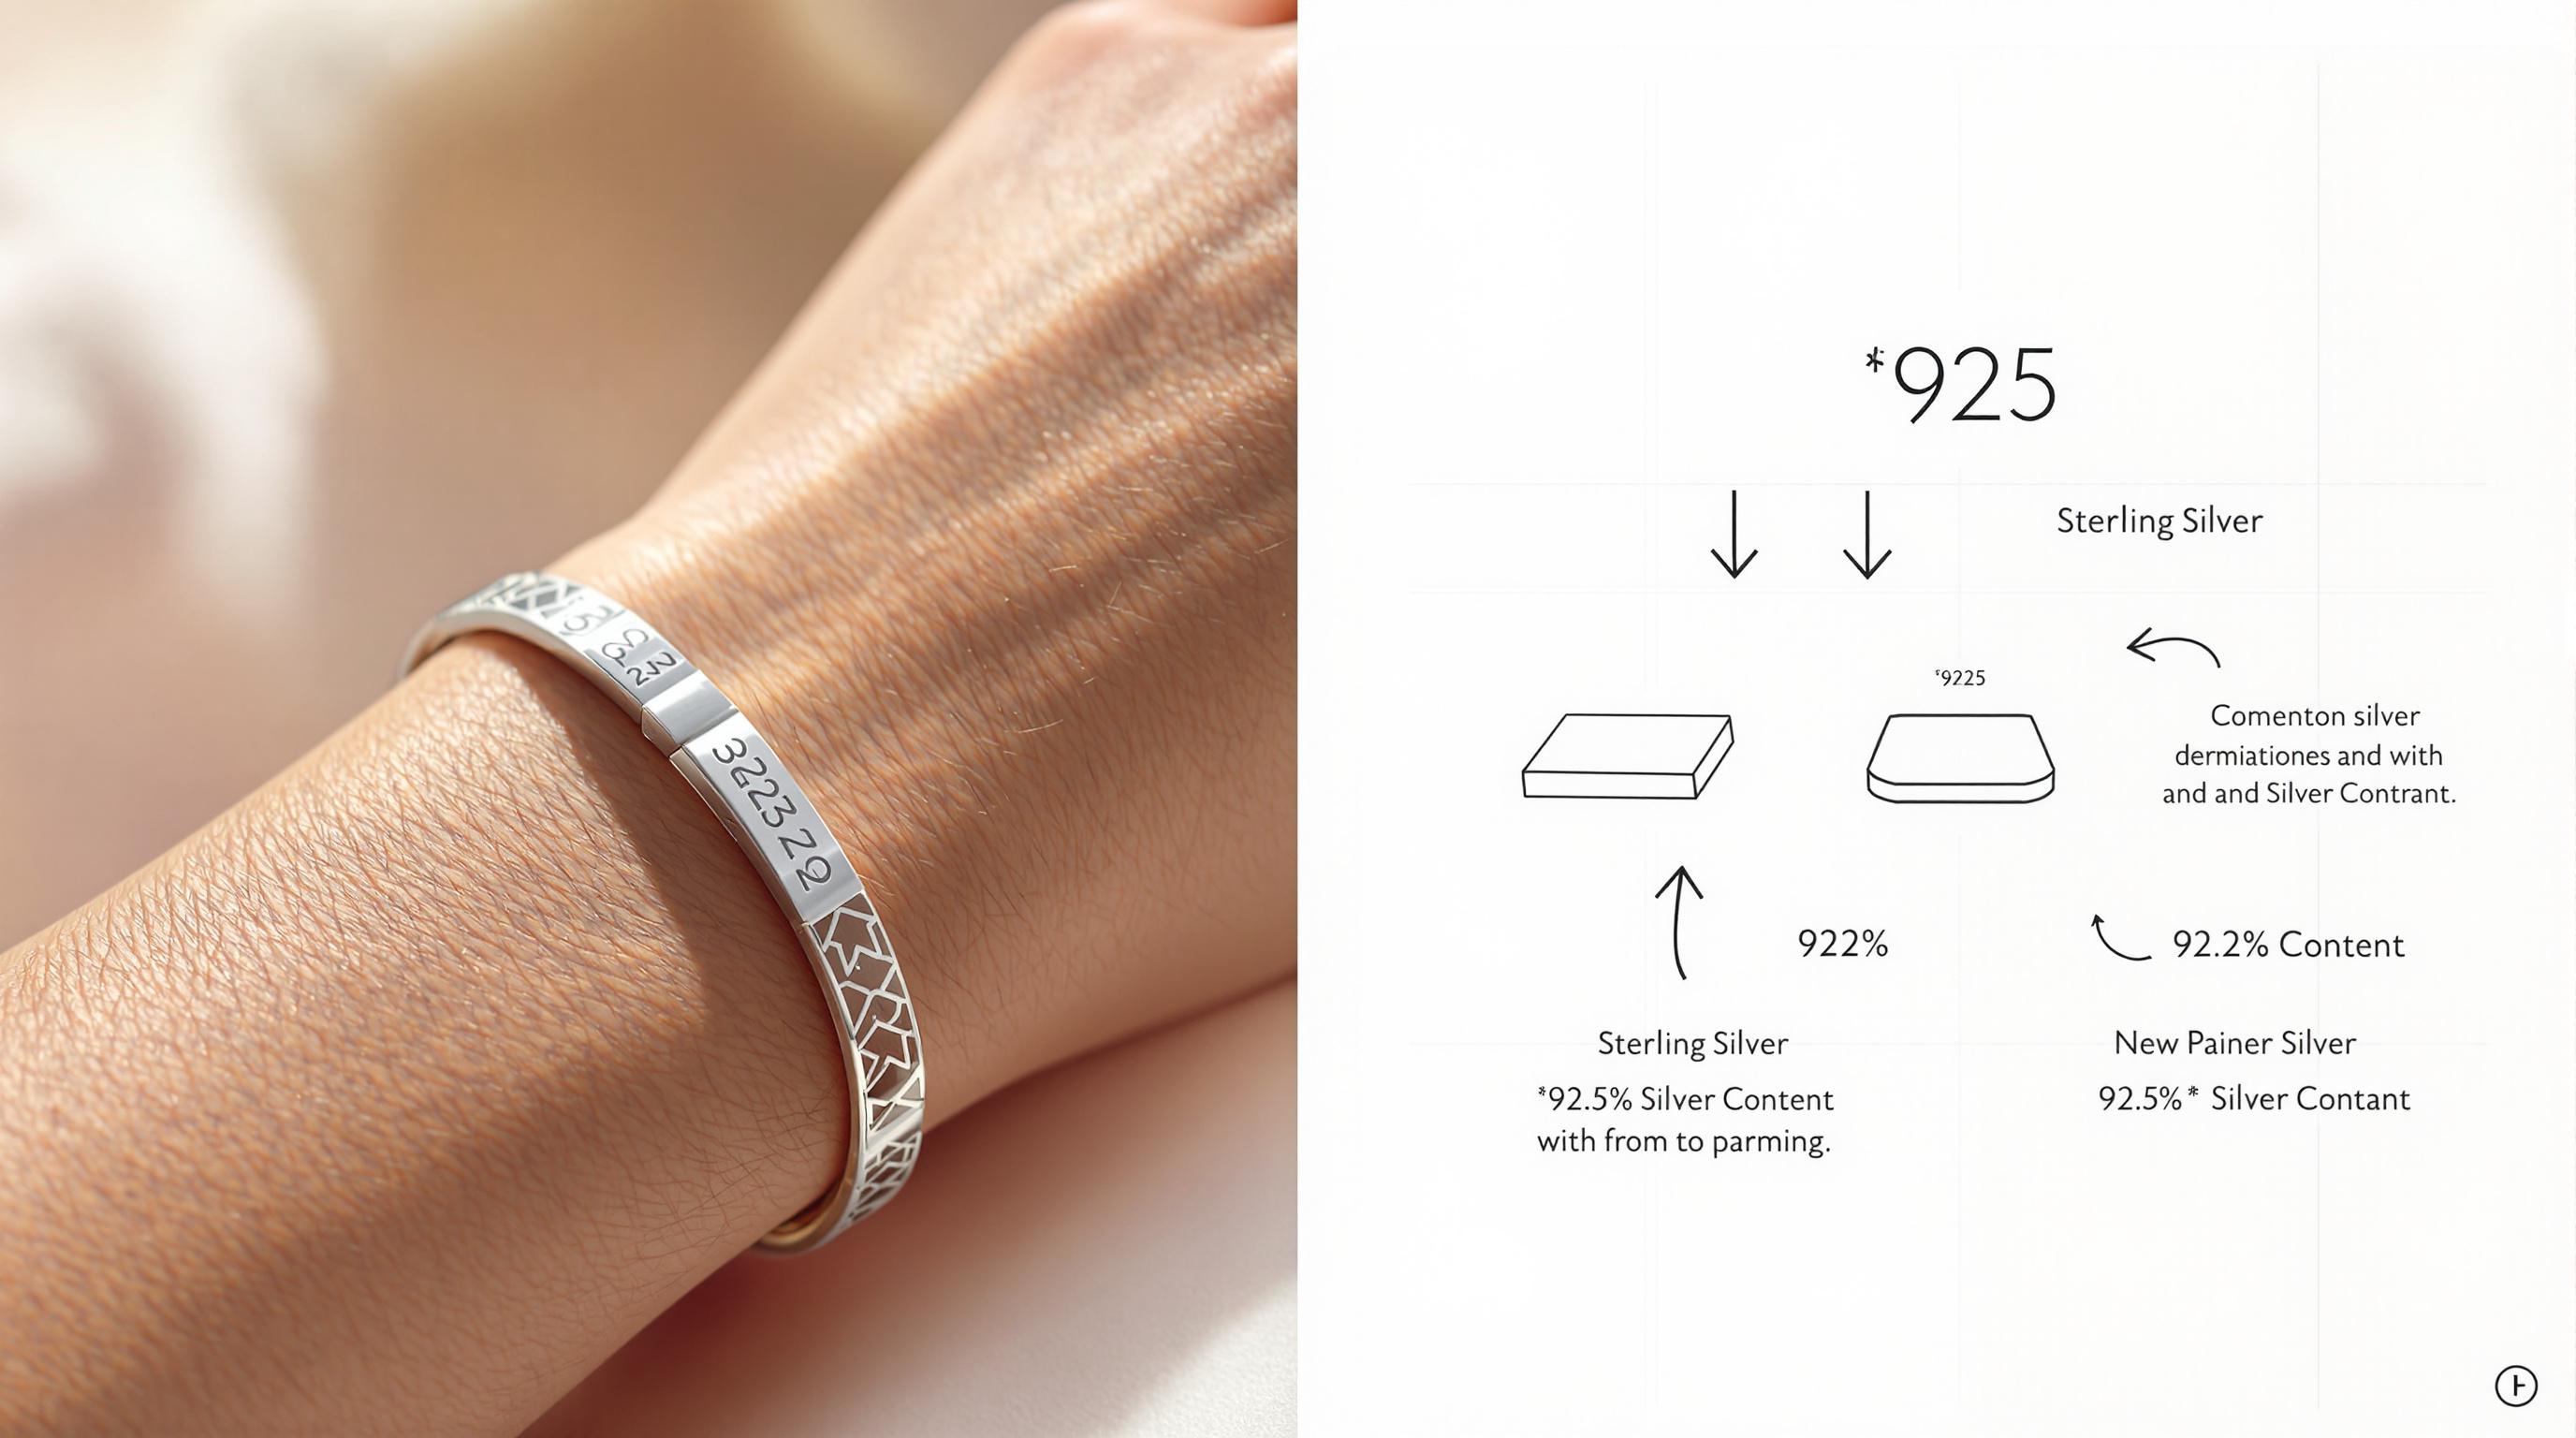 322320
*925
Sterling Silver
9225
Comenton silver
dermiationes and with
and and Silver Contrant.
922%
92.2% Content
Sterling Silver
*92.5% Silver Content
with from to parming.
New Painer Silver
92.5%* Silver Contant